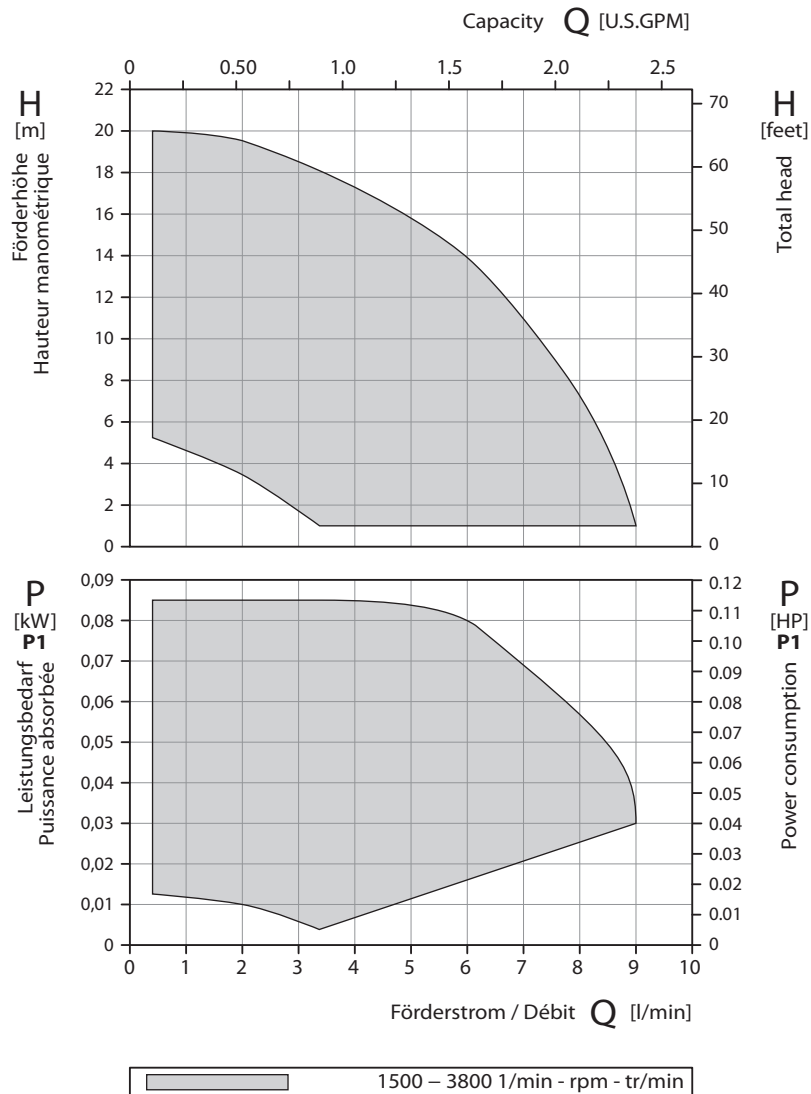 Capacity Q [U.S.GPM]
0 0.50 1.0 1.5 2.0 2.5
H
[m]
Förderhöhe
Hauteur manométrique
22
20
18
16
14
12
10
8
6
4
2
0
70
60
50
40
30
20
10
0
H
[feet]
Total head
P
[kW]
P1
Leistungsbedarf
Puissance absorbée
0,09
0,08
0,07
0,06
0,05
0,04
0,03
0,02
0,01
0
0.12
0.11
0.10
0.09
0.08
0.07
0.06
0.05
0.04
0.03
0.02
0.01
0
P
[HP]
P1
Power consumption
0 1 2 3 4 5 6 7 8 9 10
Förderstrom / Débit Q [l/min]
1500 – 3800 1/min - rpm - tr/min